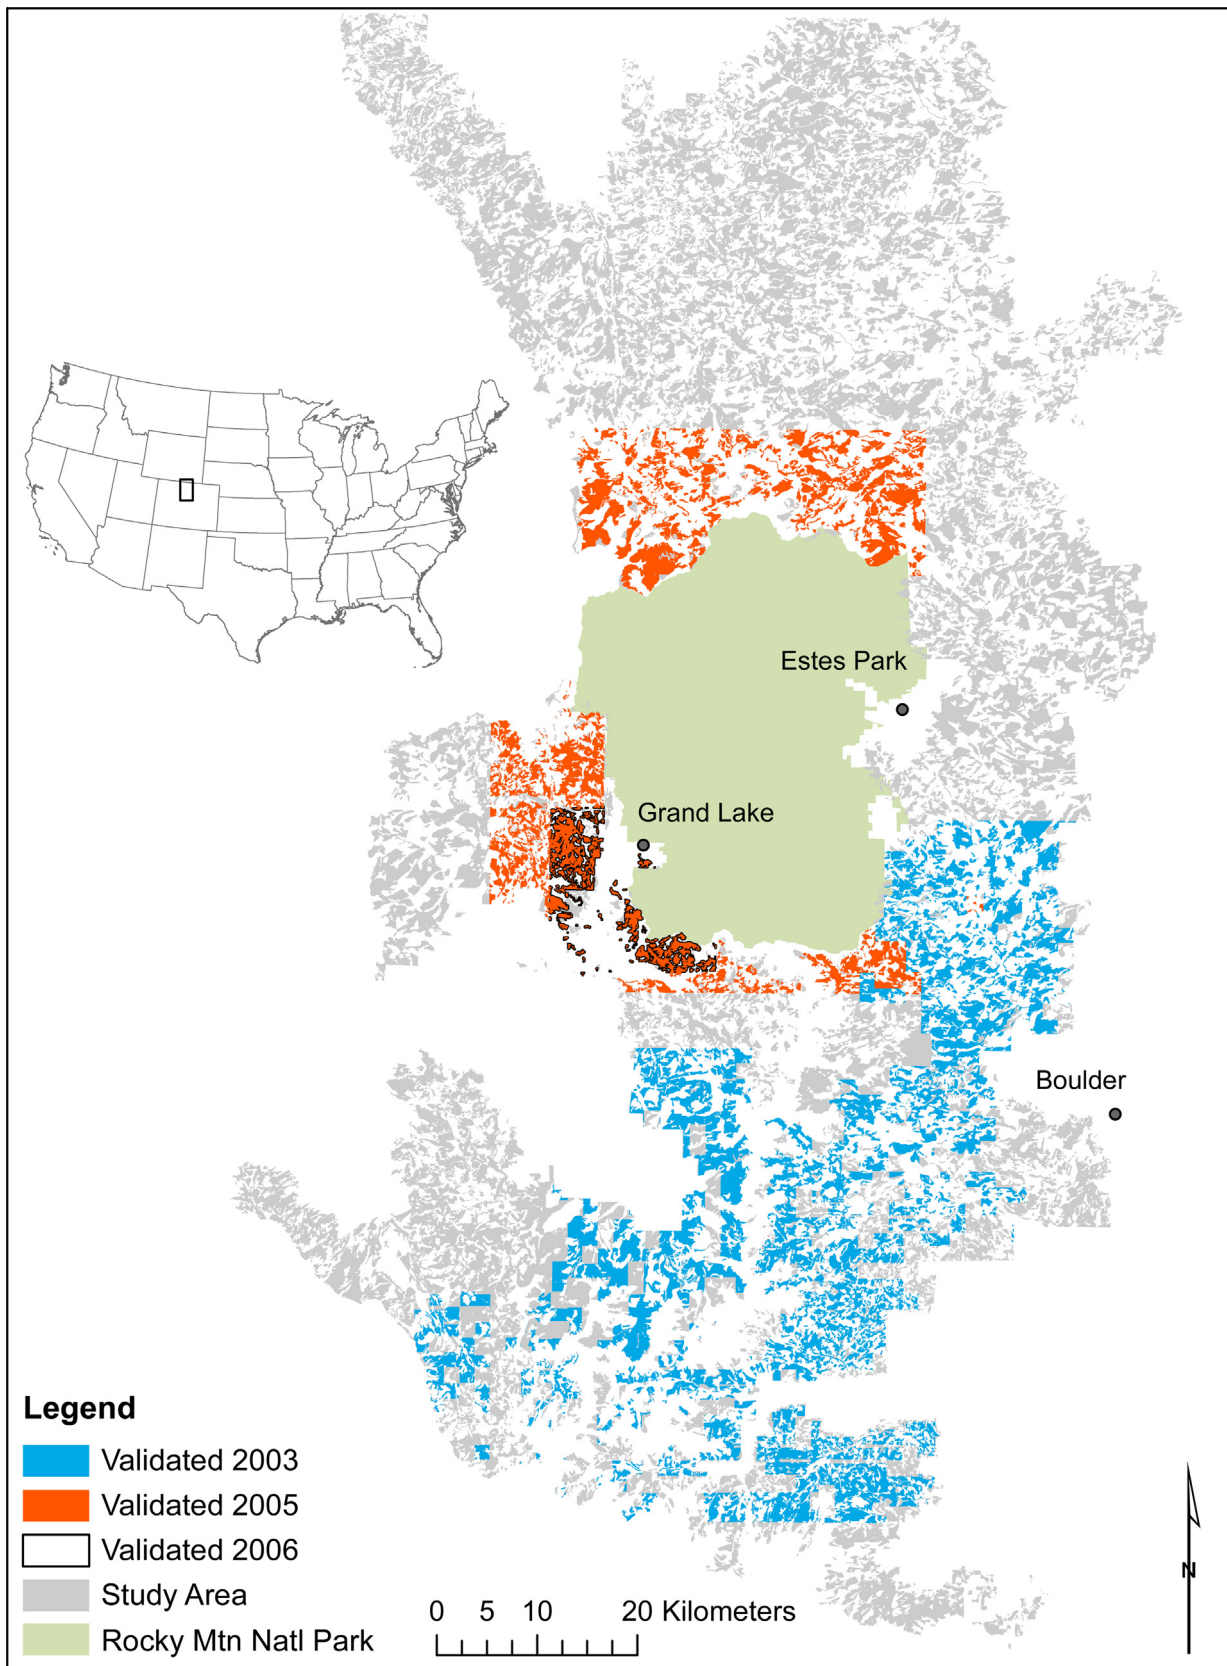 Estes Park
Grand Lake
Boulder
Legend
Validated 2003
Validated 2005
Validated 2006
Study Area
Rocky Mtn Natl Park
0 5 10 20 Kilometers
N